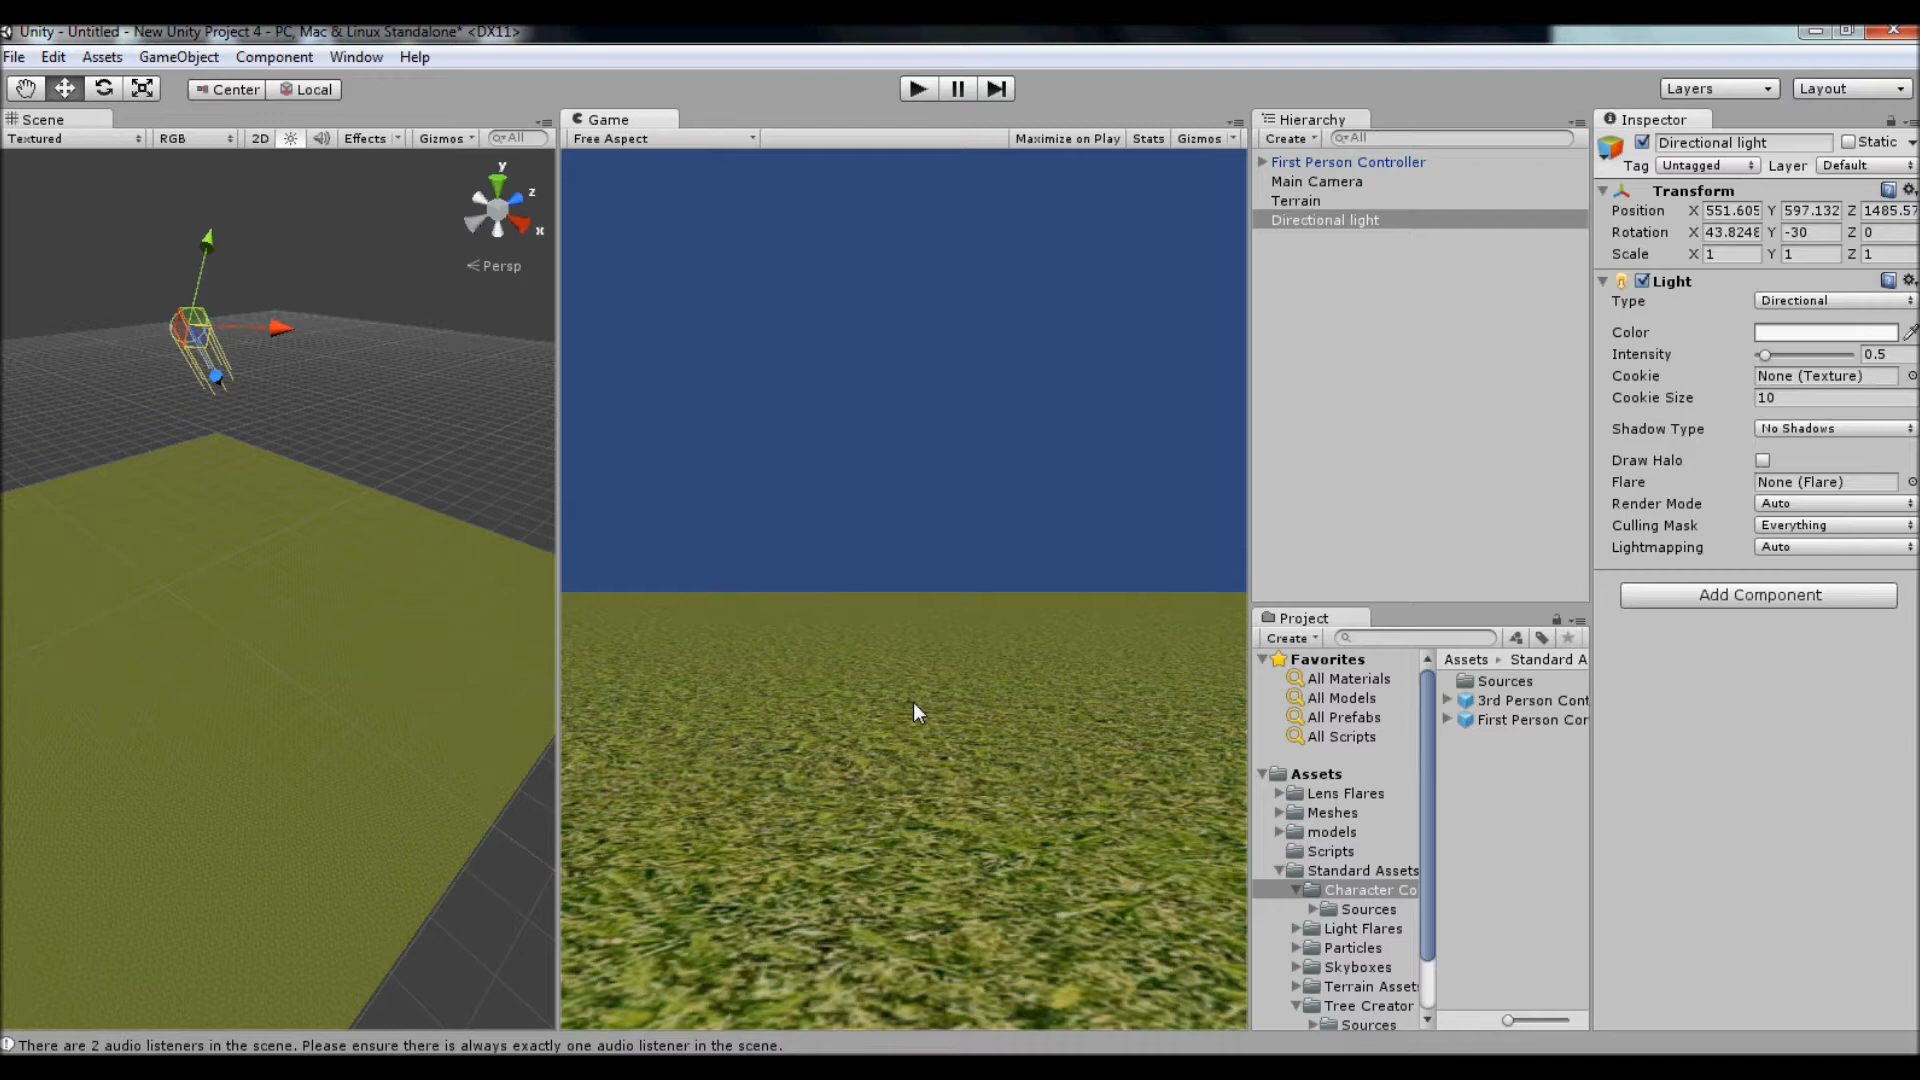 Unity - Untitled - New Unity Project 4 - PC, Mac & Linux Standalone* <DX11>
File Edit Assets GameObject Component Window Help
Center Local Layers Layout
Scene
Textured RGB 2D Effects Gizmos All
y
z
x
Persp
Game
Free Aspect Maximize on Play Stats Gizmos
Hierarchy
Create All
First Person Controller
Main Camera
Terrain
Directional light
Inspector
Directional light Static
Tag Untagged Layer Default
Transform
Position X 551.605 Y 597.132 Z 1485.57
Rotation X 43.8248 Y -30 Z 0
Scale X 1 Y 1 Z 1
Light
Type Directional
Color
Intensity 0.5
Cookie None (Texture)
Cookie Size 10
Shadow Type No Shadows
Draw Halo
Flare None (Flare)
Render Mode Auto
Culling Mask Everything
Lightmapping Auto
Add Component
Project
Create
Favorites
All Materials
All Models
All Prefabs
All Scripts
Assets
Lens Flares
Meshes
models
Scripts
Standard Assets
Character Co
Sources
Light Flares
Particles
Skyboxes
Terrain Asset
Tree Creator
Sources
Assets Standard A
Sources
3rd Person Cont
First Person Cor
There are 2 audio listeners in the scene. Please ensure there is always exactly one audio listener in the scene.